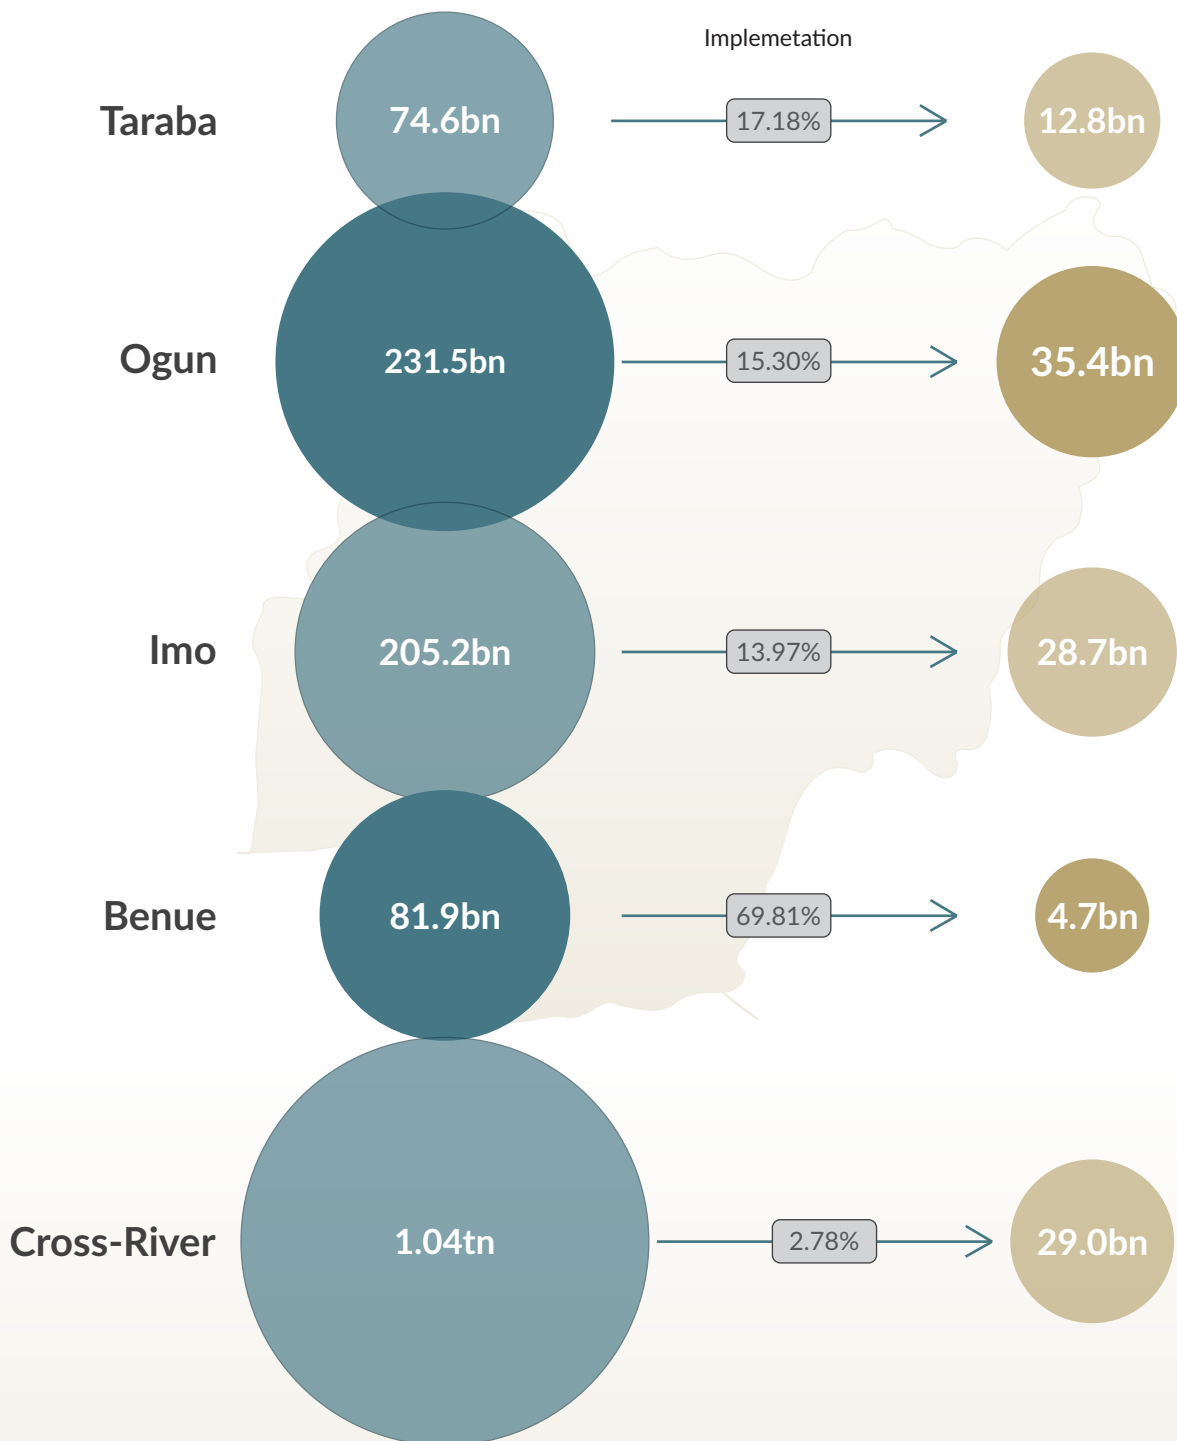 Implemetation
Taraba 74.6bn 17.18% 12.8bn
Ogun 231.5bn 15.30% 35.4bn
Imo 205.2bn 13.97% 28.7bn
Benue 81.9bn 69.81% 4.7bn
Cross-River 1.04tn 2.78% 29.0bn